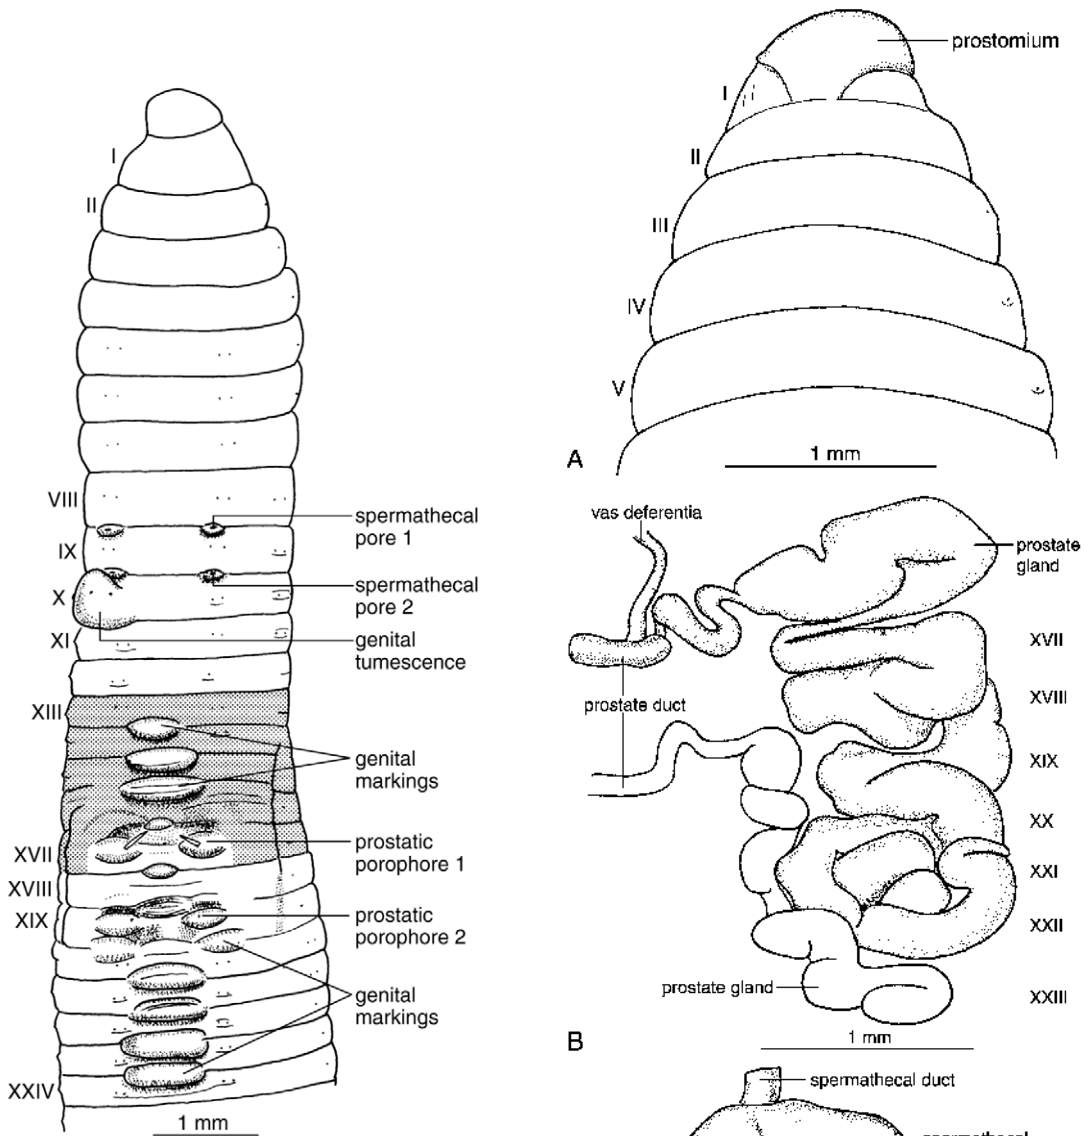 I
II
VIII
IX
X
XI
XIII
XVII
XVIII
XIX
XXIV
spermathecal
pore 1
spermathecal
pore 2
genital
tumescence
genital
markings
prostatic
porophore 1
prostatic
porophore 2
genital
markings
1 mm
prostomium
I
II
III
IV
V
A
1 mm
vas deferentia
prostate
gland
prostate duct
XVII
XVIII
XIX
XX
XXI
XXII
XXIII
prostate gland
B
1 mm
spermathecal duct
spermathecal